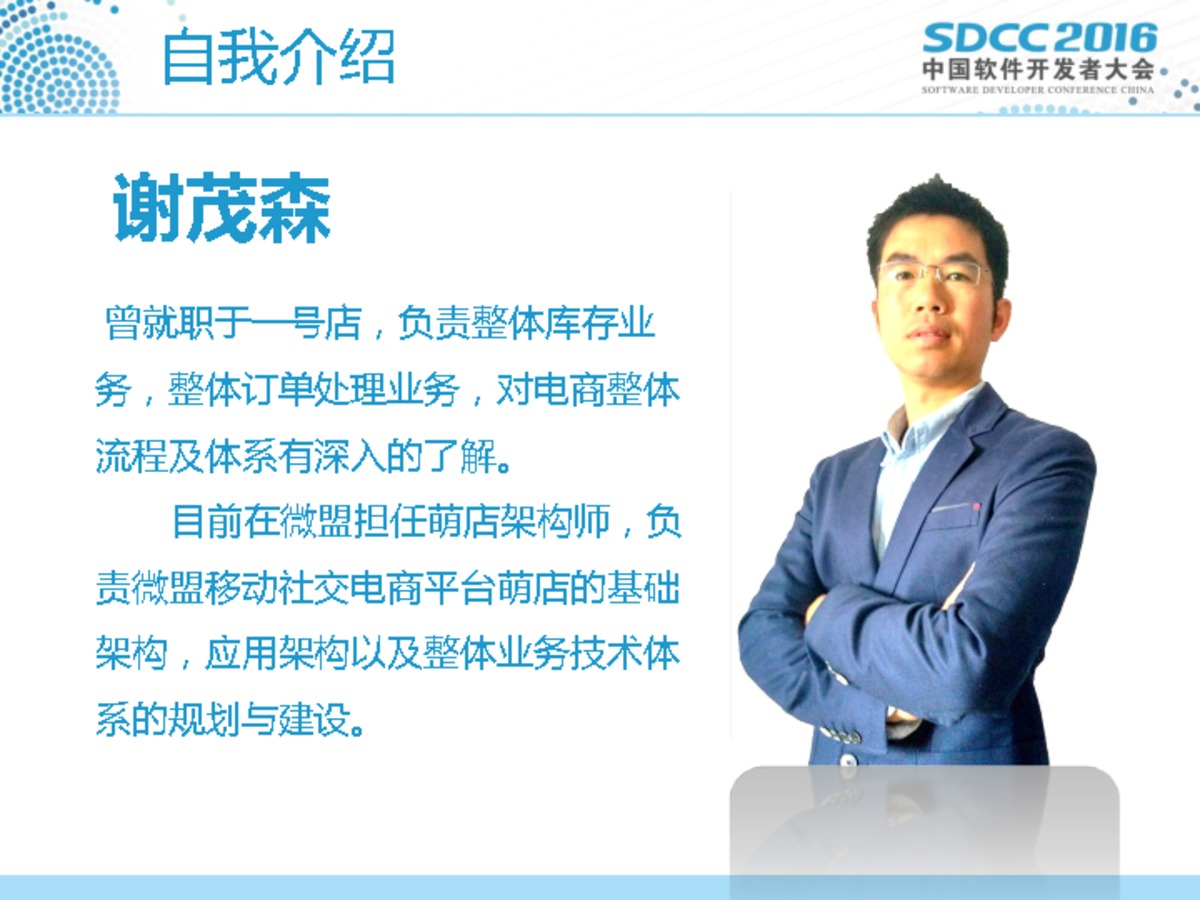 自我介绍
SDCC 2016
中国软件开发者大会
SOFTWARE DEVELOPER CONFERENCE CHINA
谢茂森
曾就职于一号店，负责整体库存业
务，整体订单处理业务，对电商整体
流程及体系有深入的了解。
目前在微盟担任萌店架构师，负
责微盟移动社交电商平台萌店的基础
架构，应用架构以及整体业务技术体
系的规划与建设。